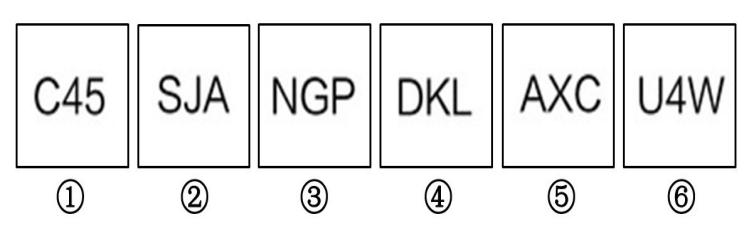 C45 SJA NGP DKL AXC U4W
① ② ③ ④ ⑤ ⑥